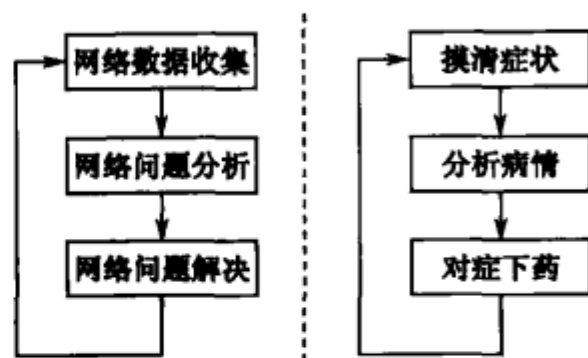 网络数据收集
网络问题分析
网络问题解决
摸清症状
分析病情
对症下药